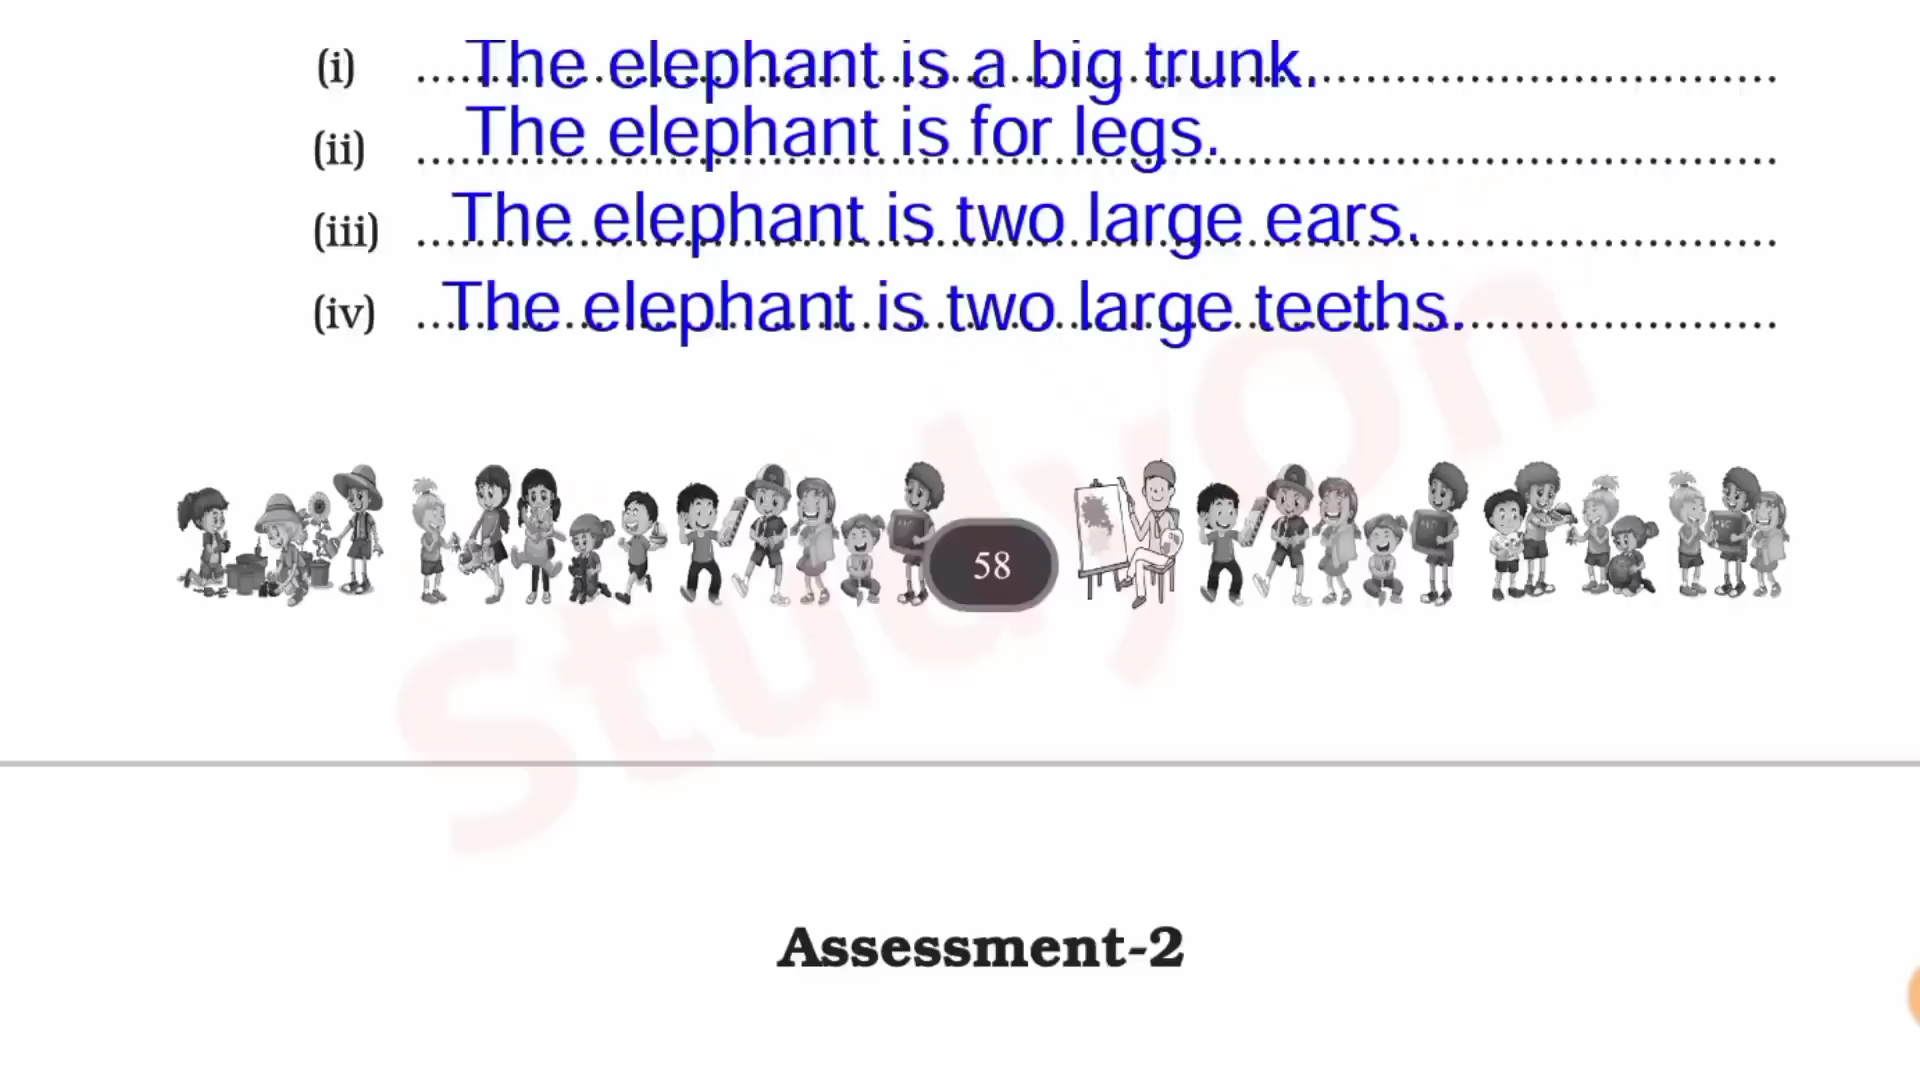 (i) The elephant is a big trunk.
(ii) The elephant is for legs.
(iii) The elephant is two large ears.
(iv) The elephant is two large teeths.
58
StudyOn
Assessment-2